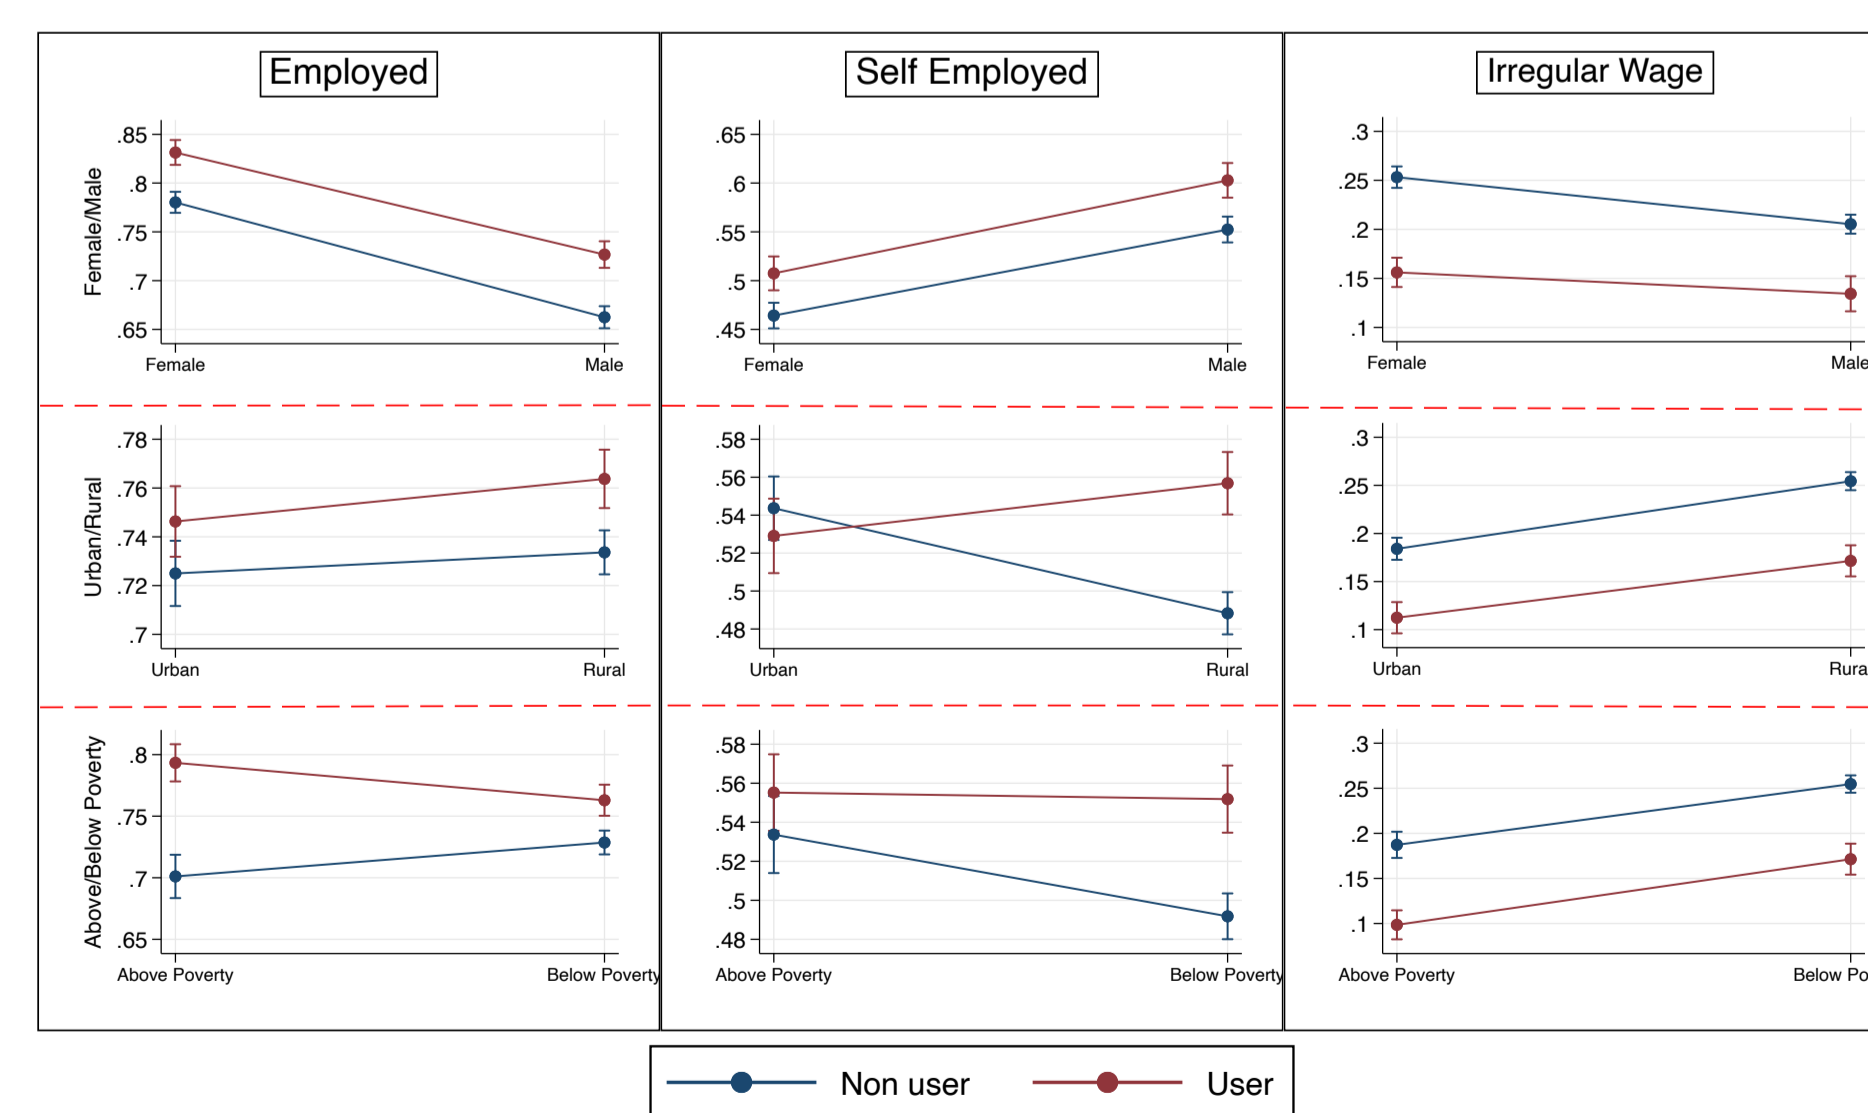 Employed
Self Employed
Irregular Wage
Female/Male
.85
.8
.75
.7
.65
Female
Male
.65
.6
.55
.5
.45
Female
Male
.3
.25
.2
.15
.1
Female
Male
Urban/Rural
.78
.76
.74
.72
.7
Urban
Rural
.58
.56
.54
.52
.5
.48
Urban
Rural
.3
.25
.2
.15
.1
Urban
Rura
Above/Below Poverty
.8
.75
.7
.65
Above Poverty
Below Poverty
.58
.56
.54
.52
.5
.48
Above Poverty
Below Poverty
.3
.25
.2
.15
.1
Above Poverty
Below Po
Non user
User